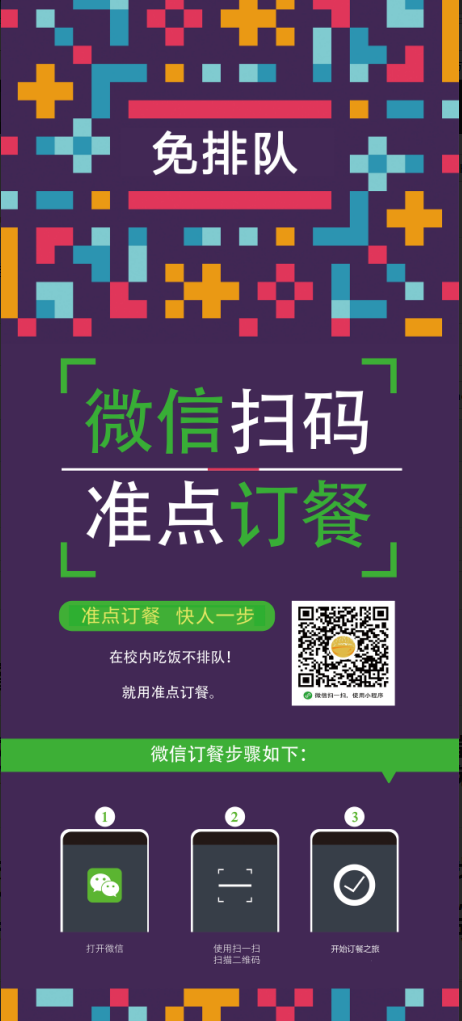 免排队
微信扫码
准点订餐
准点订餐 快人一步
在校内吃饭不排队！
就用准点订餐。
微信扫一扫，使用小程序
微信订餐步骤如下：
1
2
3
打开微信
使用扫一扫
扫描二维码
开始订餐之旅